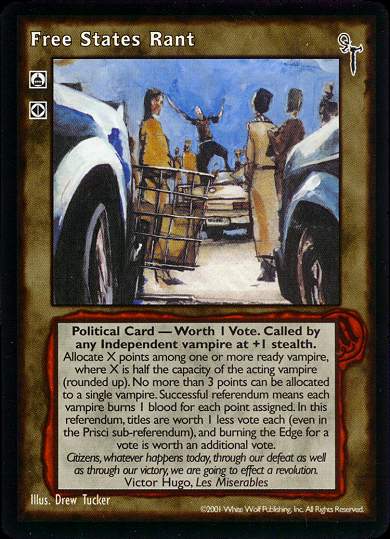 Free States Rant
Political Card — Worth 1 Vote. Called by
any Independent vampire at +1 stealth.
Allocate X points among one or more ready vampire,
where X is half the capacity of the acting vampire
(rounded up). No more than 3 points can be allocated
to a single vampire. Successful referendum means each
vampire burns 1 blood for each point assigned. In this
referendum, titles are worth 1 less vote each (even in
the Prisci sub-referendum), and burning the Edge for a
vote is worth an additional vote.
Citizens, whatever happens today, through our defeat as well
as through our victory, we are going to effect a revolution.
Victor Hugo, Les Miserables
Illus. Drew Tucker
©2001 White Wolf Publishing, Inc. All Rights Reserved.